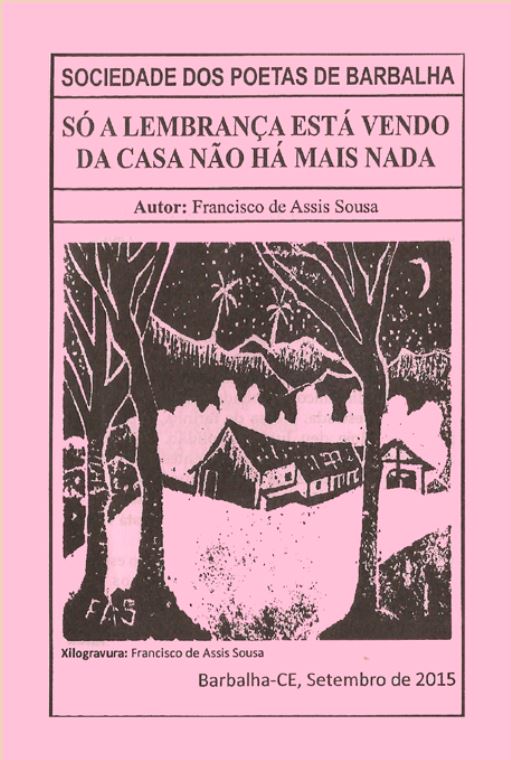 SOCIEDADE DOS POETAS DE BARBALHA
SÓ A LEMBRANÇA ESTÁ VENDO
DA CASA NÃO HÁ MAIS NADA
Autor: Francisco de Assis Sousa
FAS
Xilogravura: Francisco de Assis Sousa
Barbalha-CE, Setembro de 2015